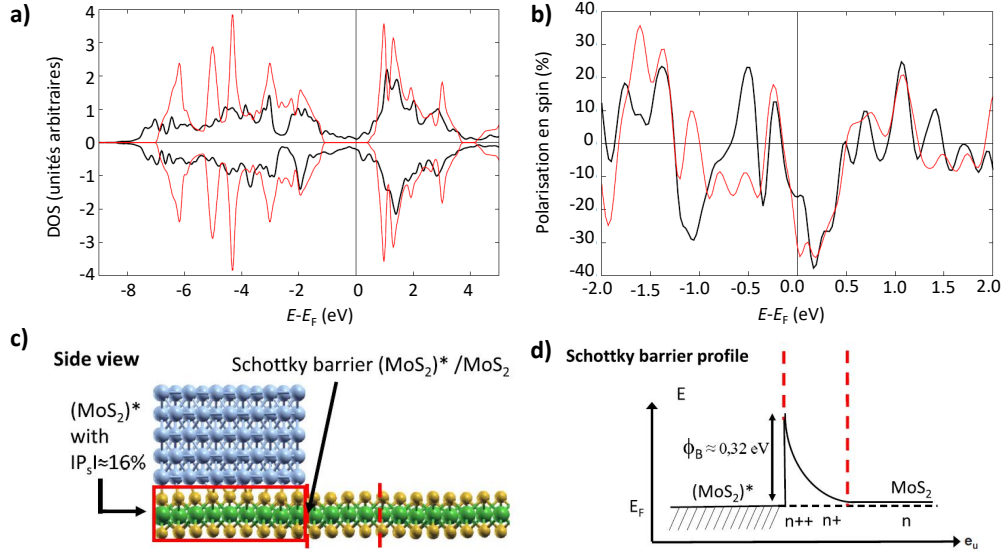 a)
DOS (unités arbitraires)
4
3
2
1
0
-1
-2
-3
-4
-8
-6
-4
-2
0
2
4
E-E_F (eV)
b)
Polarisation en spin (%)
40
30
20
10
0
-10
-20
-30
40
-2.0
-1.5
-1.0
-0.5
0.0
0.5
1.0
1.5
2.0
E-E_F (eV)
c)
Side view
Schottky barrier (MoS₂)* /MoS₂
(MoS₂)*
with
IPₛI≈16%
d)
Schottky barrier profile
E
ϕ_B ≈ 0,32 eV
(MoS₂)*
MoS₂
E_F
n++ n+ n
e_u